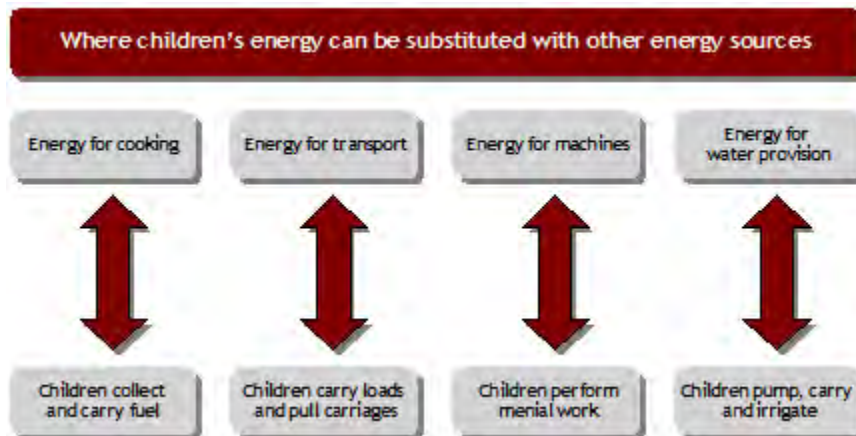 Where children's energy can be substituted with other energy sources
Energy for cooking
Energy for transport
Energy for machines
Energy for
water provision
Children collect
and carry fuel
Children carry loads
and pull carriages
Children perform
menial work
Children pump, carry
and irrigate